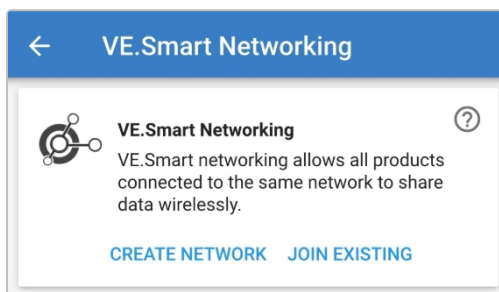 VE.Smart Networking
VE.Smart Networking
VE.Smart networking allows all products
connected to the same network to share
data wirelessly.
CREATE NETWORK JOIN EXISTING